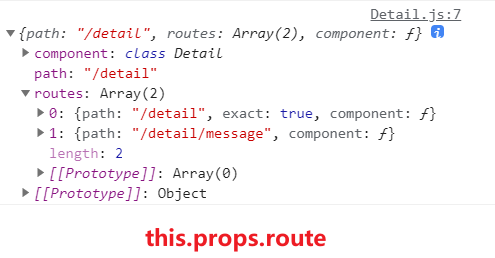 Detail.js:7
▼{path: "/detail", routes: Array(2), component: ƒ} i
▶component: class Detail
path: "/detail"
▼routes: Array(2)
▶0: {path: "/detail", exact: true, component: ƒ}
▶1: {path: "/detail/message", component: ƒ}
length: 2
▶[[Prototype]]: Array(0)
▶[[Prototype]]: Object
this.props.route